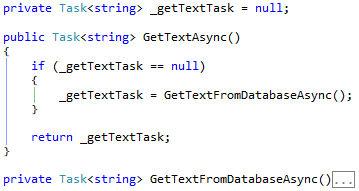 private Task<string> _getTextTask = null;
public Task<string> GetTextAsync()
{
if (_getTextTask == null)
{
_getTextTask = GetTextFromDatabaseAsync();
}
return _getTextTask;
}
private Task<string> GetTextFromDatabaseAsync()...